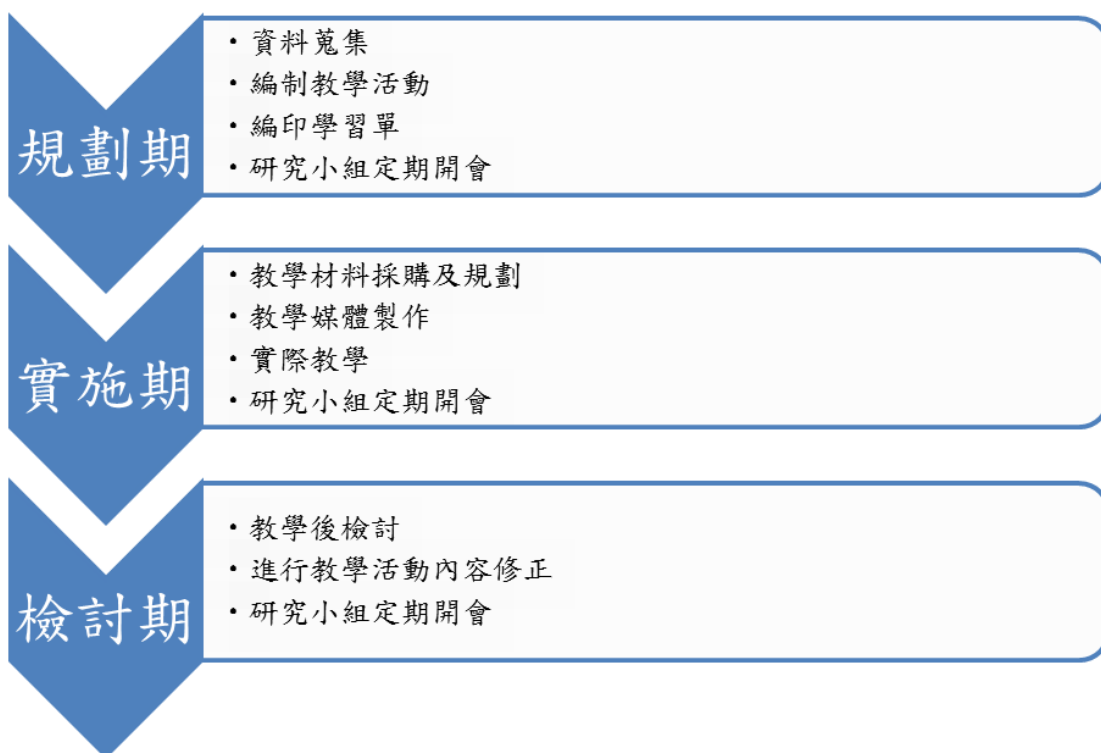 規劃期
・資料蒐集
・編制教學活動
・編印學習單
・研究小組定期開會
實施期
・教學材料採購及規劃
・教學媒體製作
・實際教學
・研究小組定期開會
檢討期
・教學後檢討
・進行教學活動內容修正
・研究小組定期開會